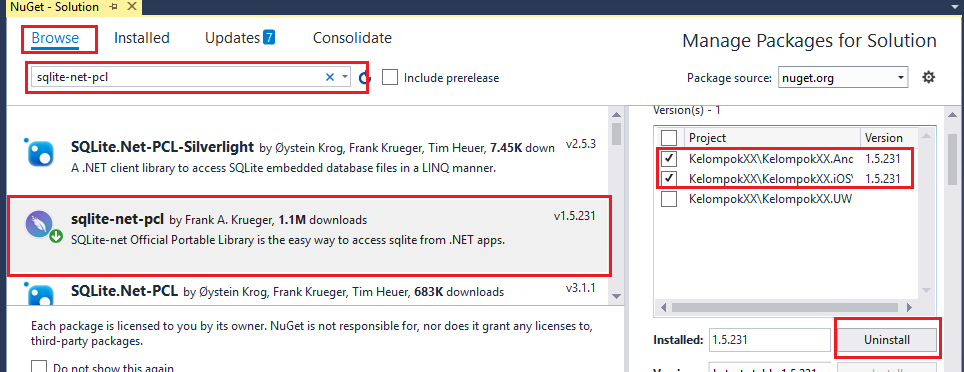 NuGet - Solution
Browse Installed Updates 7 Consolidate
Manage Packages for Solution
sqlite-net-pcl
Include prerelease
Package source: nuget.org
SQLite.Net-PCL-Silverlight by Øystein Krog, Frank Krueger, Tim Heuer, 7.45K down v2.5.3
A .NET client library to access SQLite embedded database files in a LINQ manner.
sqlite-net-pcl by Frank A. Krueger, 1.1M downloads v1.5.231
SQLite-net Official Portable Library is the easy way to access sqlite from .NET apps.
SQLite.Net-PCL by Øystein Krog, Frank Krueger, Tim Heuer, 683K downloads v3.1.1
Each package is licensed to you by its owner. NuGet is not responsible for, nor does it grant any licenses to,
third-party packages.
Do not show this again
Version(s) - 1
Project Version
KelompokXX\KelompokXX.Anc 1.5.231
KelompokXX\KelompokXX.iOS\ 1.5.231
KelompokXX\KelompokXX.UW
Installed: 1.5.231 Uninstall